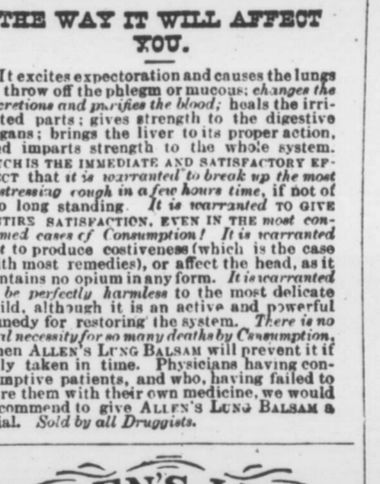 THE WAY IT WILL AFFECT
YOU.
It excites expectoration and causes the lungs
throw off the phlegm or mucous; changes the
cretions and purifies the blood; heals the irri-
ted parts; gives strength to the digestive
gans; brings the liver to its proper action,
d imparts strength to the whole system.
CH IS THE IMMEDIATE AND SATISFACTORY EF-
CT that it is warranted to break up the most
stressing cough in a few hours time, if not of
o long standing. It is warranted TO GIVE
TIRE SATISFACTION, EVEN IN THE most con-
med cases of Consumption! It is warranted
t to produce costiveness (which is the case
th most remedies), or affect the head, as it
ntains no opium in any form. It is warranted
be perfectly harmless to the most delicate
ild, although it is an active and powerful
medy for restoring the system. There is no
al necessity for so many deaths by Consumption,
hen ALLEN'S LUNG BALSAM will prevent it if
ly taken in time. Physicians having con-
mptive patients, and who, having failed to
re them with their own medicine, we would
commend to give ALLEN'S LUNG BALSAM a
ial. Sold by all Druggists.
EN'S